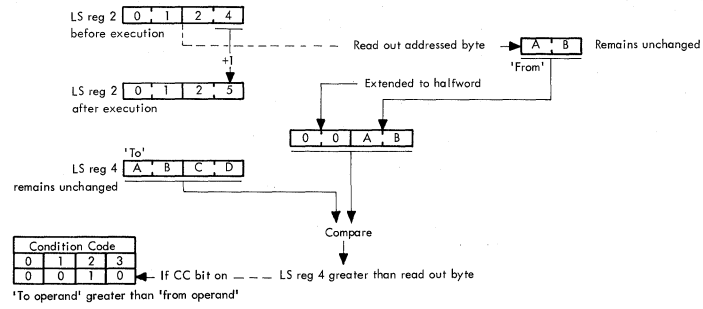 LS reg 2 0 1 2 4
before execution
Read out addressed byte A B Remains unchanged
'From'
+1
LS reg 2 0 1 2 5
after execution
Extended to halfword
0 0 A B
'To'
LS reg 4 A B C D
remains unchanged
Compare
Condition Code
0 1 2 3
0 0 1 0 If CC bit on LS reg 4 greater than read out byte
'To operand' greater than 'from operand'